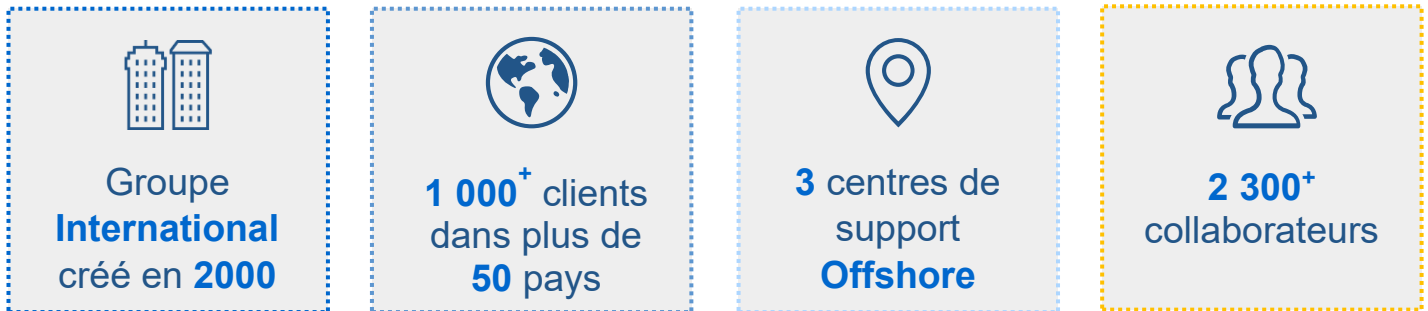 Groupe
International
créé en 2000
1 000+ clients
dans plus de
50 pays
3 centres de
support
Offshore
2 300+
collaborateurs